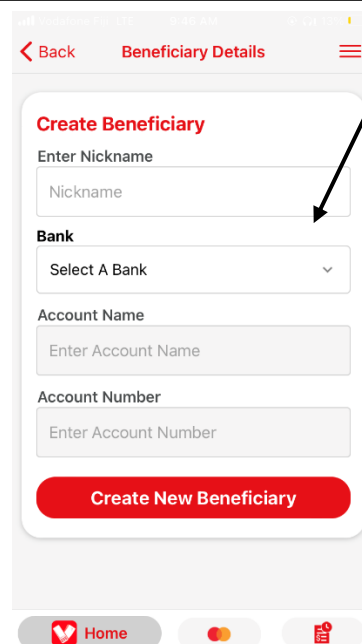 Back
Beneficiary Details
Create Beneficiary
Enter Nickname
Nickname
Bank
Select A Bank
Account Name
Enter Account Name
Account Number
Enter Account Number
Create New Beneficiary
Home